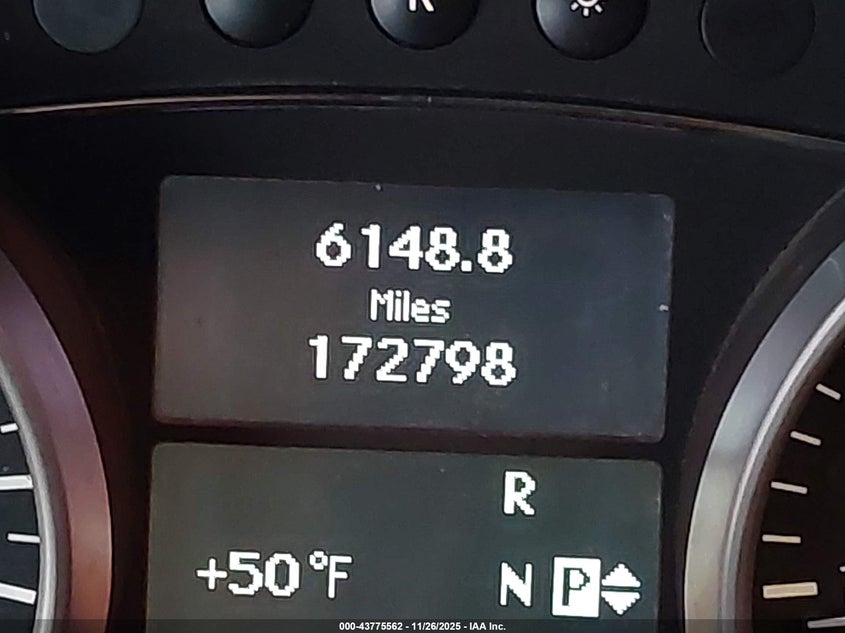 R
6148.8
Miles
172798
R
+50°F
N P
000-43775562 - 11/26/2025 - IAA Inc.